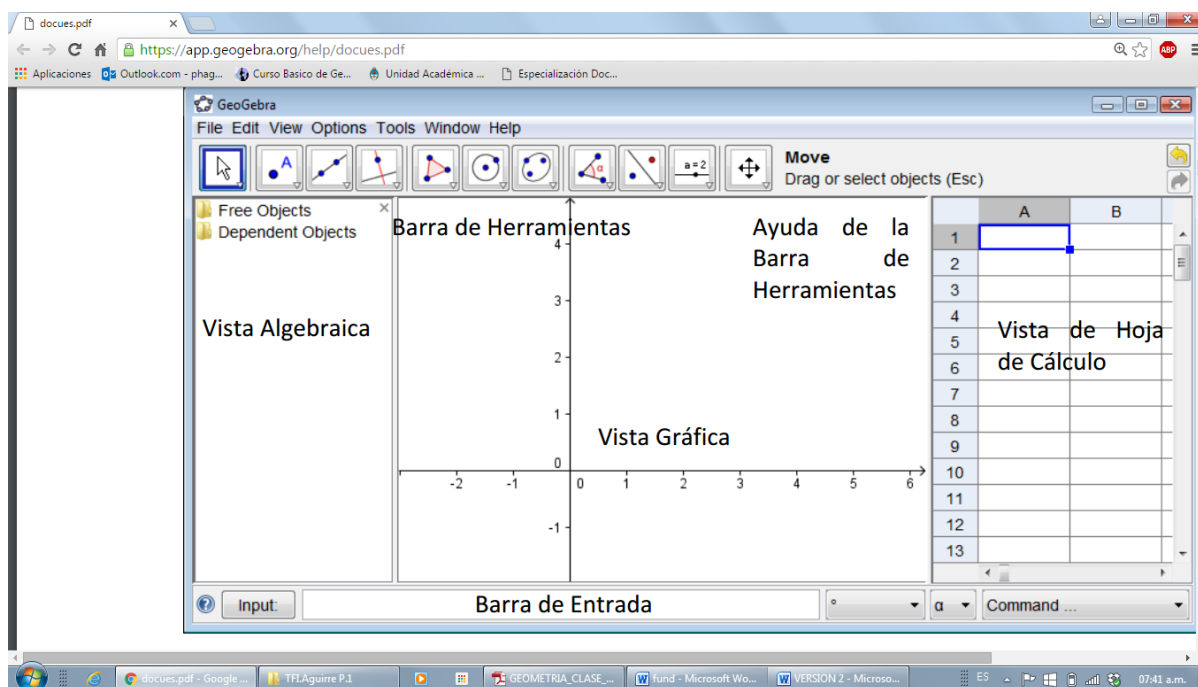 docues.pdf
https://app.geogebra.org/help/docues.pdf
ABP
Aplicaciones Outlook.com - phag... Curso Basico de Ge... Unidad Académica ... Especialización Doc...
GeoGebra
File Edit View Options Tools Window Help
A
α
a=2
Move
Drag or select objects (Esc)
Free Objects
Dependent Objects
Vista Algebraica
Barra de Herramientas
Ayuda de la
Barra de
Herramientas
4
3
2
1
0
-1
-2 -1 0 1 2 3 4 5 6
Vista Gráfica
A B
1
2
3
4
5
6
7
8
9
10
11
12
13
Vista de Hoja
de Cálculo
Input:
Barra de Entrada
° α Command ...
docues.pdf - Google ... TFI.Aguirre P.1 GEOMETRIA_CLASE_... fund - Microsoft Wo... VERSION 2 - Microso... ES 07:41 a.m.